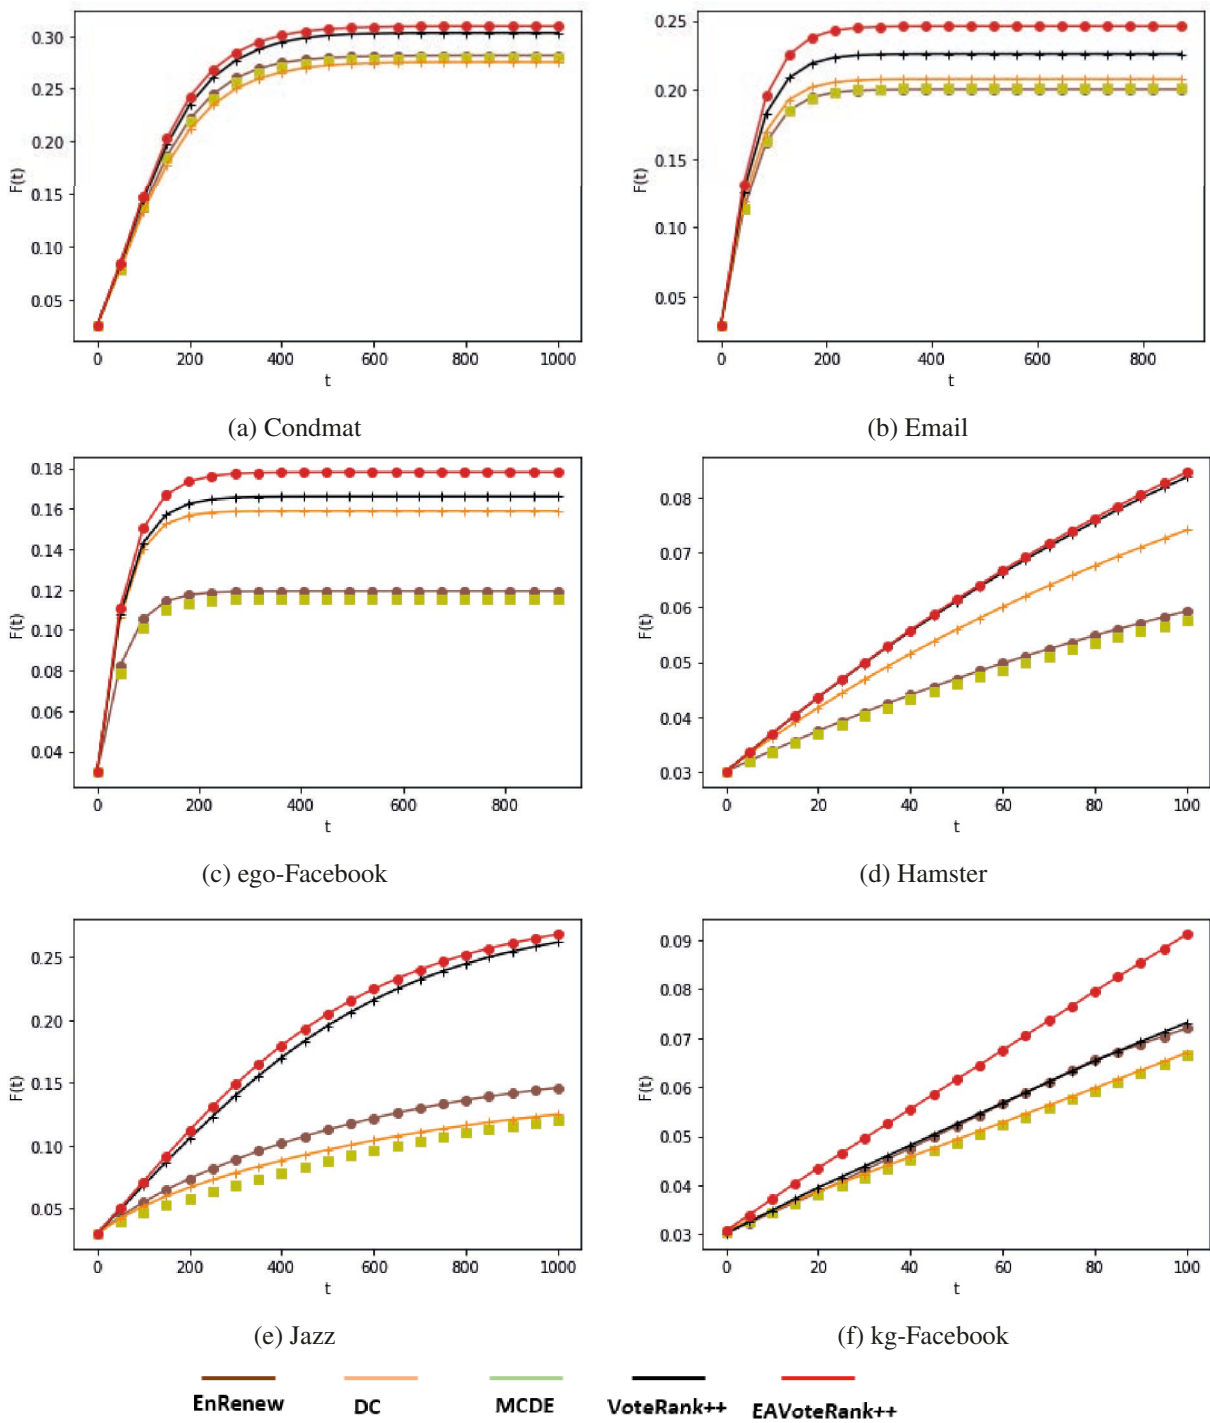 0.30
0.25
0.20
0.15
0.10
0.05
F(t)
0 200 400 600 800 1000
t
(a) Condmat
0.25
0.20
0.15
0.10
0.05
F(t)
0 200 400 600 800
t
(b) Email
0.18
0.16
0.14
0.12
0.10
0.08
0.06
0.04
F(t)
0 200 400 600 800
t
(c) ego-Facebook
0.08
0.07
0.06
0.05
0.04
0.03
F(t)
0 20 40 60 80 100
t
(d) Hamster
0.25
0.20
0.15
0.10
0.05
F(t)
0 200 400 600 800 1000
t
(e) Jazz
0.09
0.08
0.07
0.06
0.05
0.04
0.03
F(t)
0 20 40 60 80 100
t
(f) kg-Facebook
EnRenew DC MCDE VoteRank++ EAVoteRank++